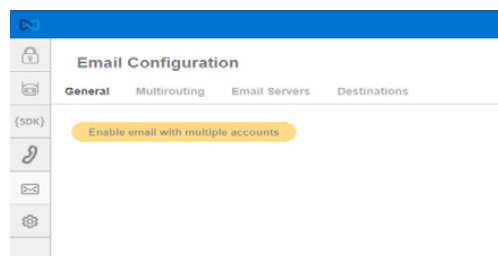 Email Configuration
General Multirouting Email Servers Destinations
{SDK}
Enable email with multiple accounts